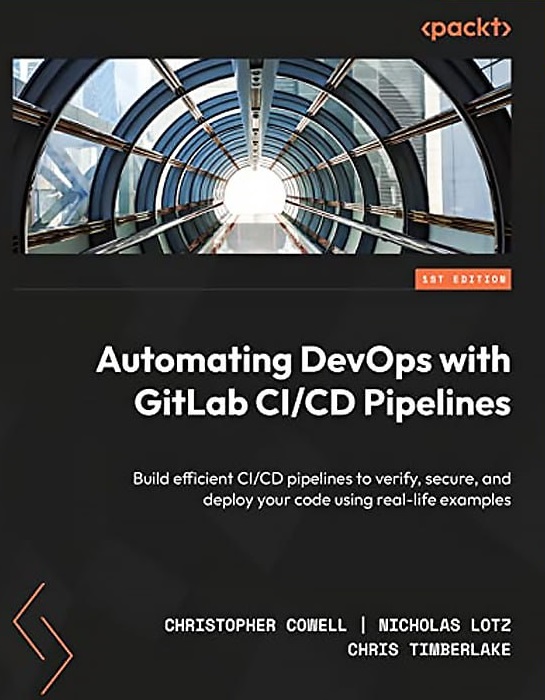 <packt>
1ST EDITION
Automating DevOps with
GitLab CI/CD Pipelines
Build efficient CI/CD pipelines to verify, secure, and
deploy your code using real-life examples
CHRISTOPHER COWELL | NICHOLAS LOTZ
CHRIS TIMBERLAKE